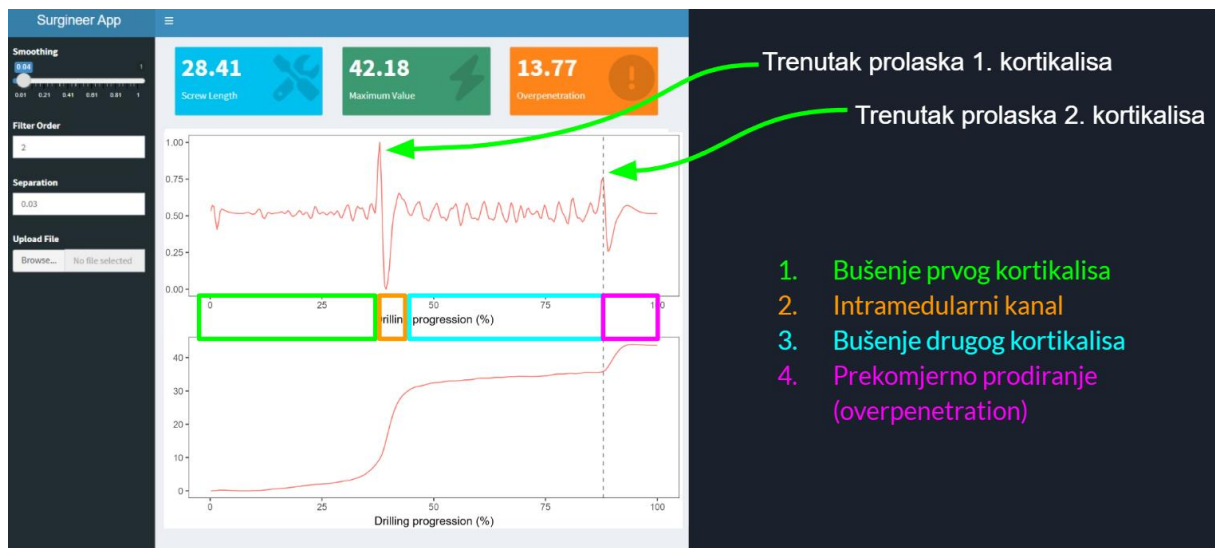 Surgineer App
Smoothing
0.04
1
0.01 0.21 0.41 0.61 0.81 1
Filter Order
2
Separation
0.03
Upload File
Browse... No file selected
28.41
Screw Length
42.18
Maximum Value
13.77
Overpenetration
Trenutak prolaska 1. kortikalisa
Trenutak prolaska 2. kortikalisa
1.00
0.75
0.50
0.25
0.00
0 25 50 75 100
Drilling progression (%)
1. Bušenje prvog kortikalisa
2. Intramedularni kanal
3. Bušenje drugog kortikalisa
4. Prekomjerno prodiranje
(overpenetration)
40
30
20
10
0
0 25 50 75 100
Drilling progression (%)